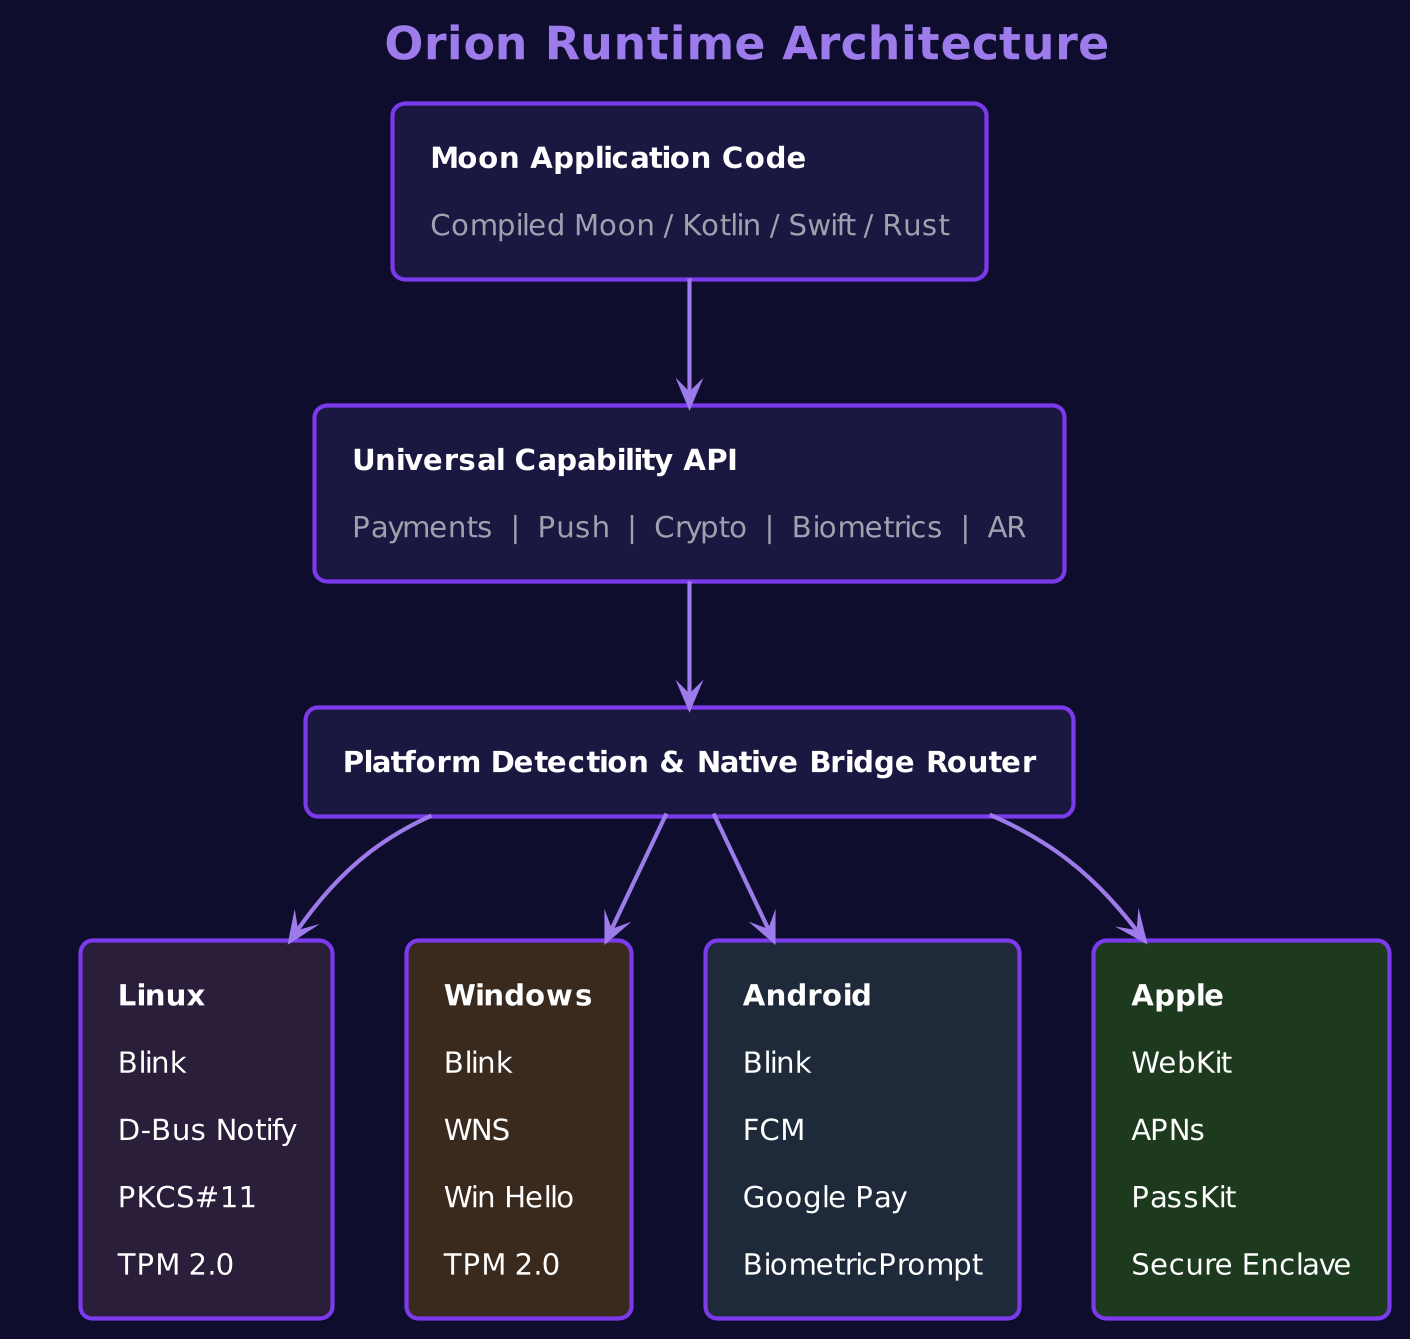 Orion Runtime Architecture
Moon Application Code
Compiled Moon / Kotlin / Swift / Rust
Universal Capability API
Payments | Push | Crypto | Biometrics | AR
Platform Detection & Native Bridge Router
Linux
Blink
D-Bus Notify
PKCS#11
TPM 2.0
Windows
Blink
WNS
Win Hello
TPM 2.0
Android
Blink
FCM
Google Pay
BiometricPrompt
Apple
WebKit
APNs
PassKit
Secure Enclave